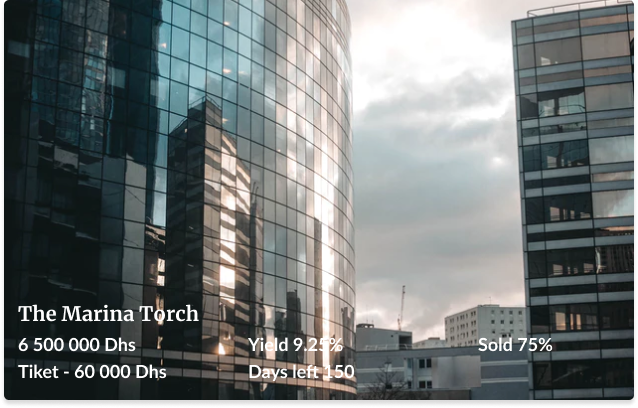 The Marina Torch
6 500 000 Dhs Yield 9.25% Sold 75%
Tiket - 60 000 Dhs Days left 150